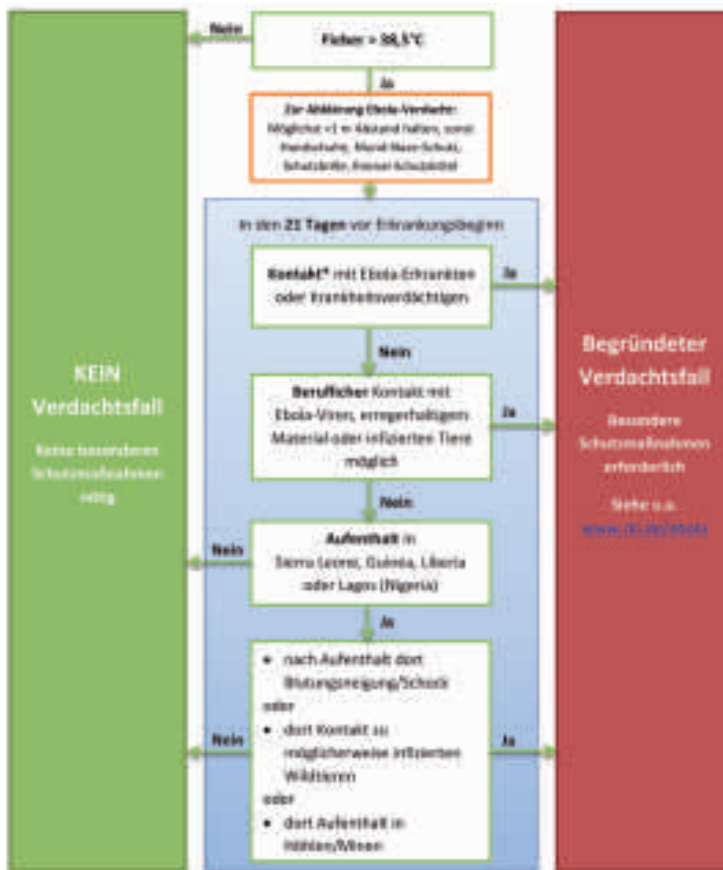 Nein
Fieber > 38,5°C
Ja
Zur Abklärung Ebola-Verdacht:
Möglichst >1 m Abstand halten, sonst
Handschuhe, Mund-Nase-Schutz,
Schutzbrille, Einmal-Schutzkittel
In den 21 Tagen vor Erkrankungsbeginn
Kontakt* mit Ebola-Erkrankten
oder Krankheitsverdächtigen
Ja
Nein
Beruflicher Kontakt mit
Ebola-Viren, erregerhaltigem
Material oder infizierten Tiere
möglich
Ja
Nein
Aufenthalt in
Sierra Leone, Guinea, Liberia
oder Lagos (Nigeria)
Nein
Ja
• nach Aufenthalt dort
Blutungsneigung/Schock
oder
• dort Kontakt zu
möglicherweise infizierten
Wildtieren
oder
• dort Aufenthalt in
Höhlen/Minen
Nein
Ja
KEIN
Verdachtsfall
Keine besonderen
Schutzmaßnahmen
nötig
Begründeter
Verdachtsfall
Besondere
Schutzmaßnahmen
erforderlich
Siehe u.a.
www.rki.de/ebola